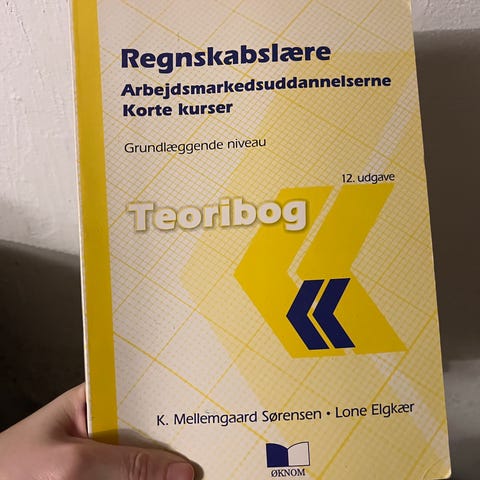 Regnskabslære
Arbejdsmarkedsuddannelserne
Korte kurser
Grundlæggende niveau
12. udgave
Teoribog
K. Mellemgaard Sørensen • Lone Elgkær
ØKNOM